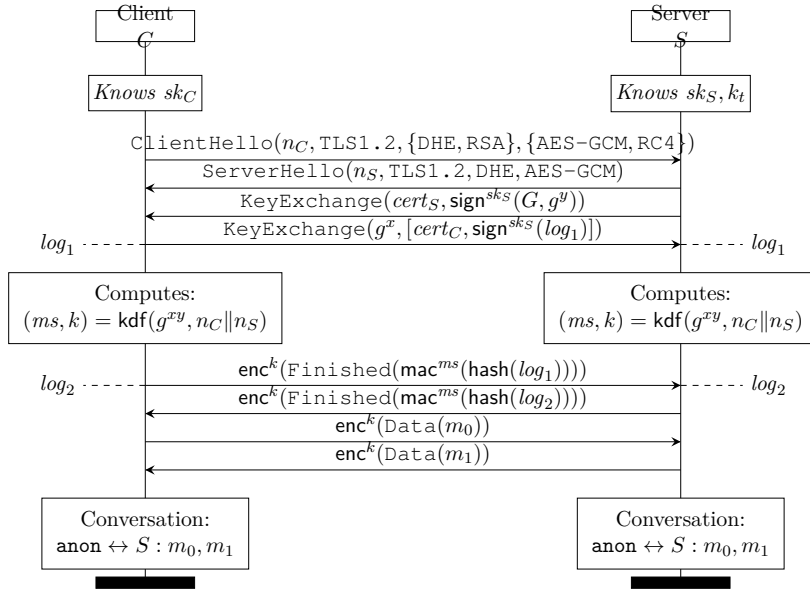 Client Server
C S
Knows sk_C Knows sk_S, k_t
ClientHello(n_C, TLS1.2, {DHE, RSA}, {AES-GCM, RC4})
ServerHello(n_S, TLS1.2, DHE, AES-GCM)
KeyExchange(cert_S, sign^{sk_S}(G, g^y))
KeyExchange(g^x, [cert_C, sign^{sk_S}(log_1)])
log_1 log_1
Computes: Computes:
(ms, k) = kdf(g^{xy}, n_C‖n_S) (ms, k) = kdf(g^{xy}, n_C‖n_S)
enc^k(Finished(mac^{ms}(hash(log_1))))
log_2 log_2
enc^k(Finished(mac^{ms}(hash(log_2))))
enc^k(Data(m_0))
enc^k(Data(m_1))
Conversation: Conversation:
anon ↔ S : m_0, m_1 anon ↔ S : m_0, m_1